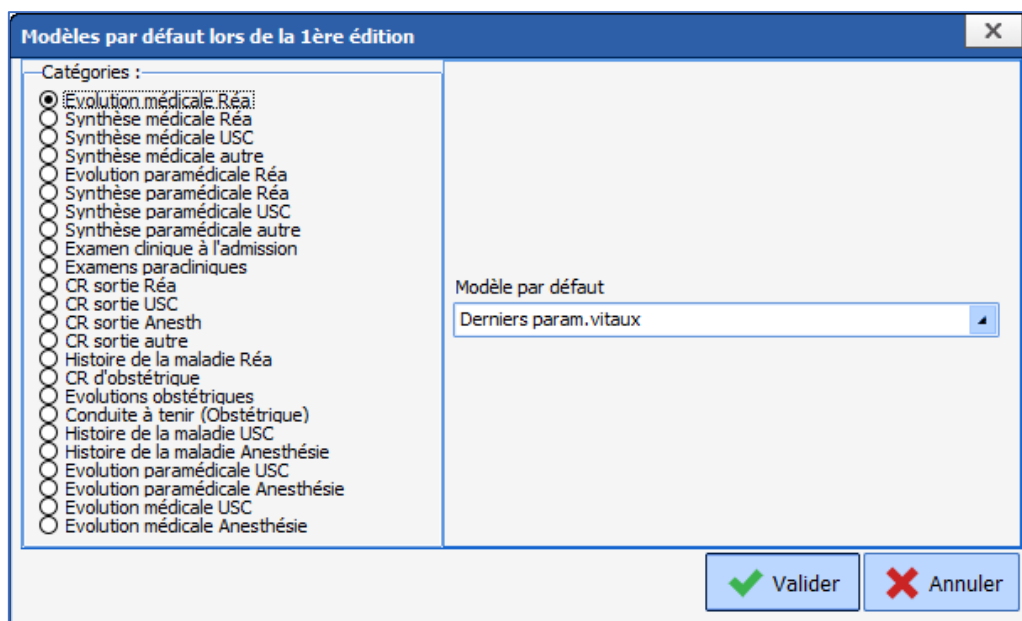 Modèles par défaut lors de la 1ère édition
Catégories :
Evolution médicale Réa
Synthèse médicale Réa
Synthèse médicale USC
Synthèse médicale autre
Evolution paramédicale Réa
Synthèse paramédicale Réa
Synthèse paramédicale USC
Synthèse paramédicale autre
Examen clinique à l'admission
Examens paracliniques
CR sortie Réa
CR sortie USC
CR sortie Anesth
CR sortie autre
Histoire de la maladie Réa
CR d'obstétrique
Evolutions obstétriques
Conduite à tenir (Obstétrique)
Histoire de la maladie USC
Histoire de la maladie Anesthésie
Evolution paramédicale USC
Evolution paramédicale Anesthésie
Evolution médicale USC
Evolution médicale Anesthésie
Modèle par défaut
Derniers param.vitaux
Valider
Annuler